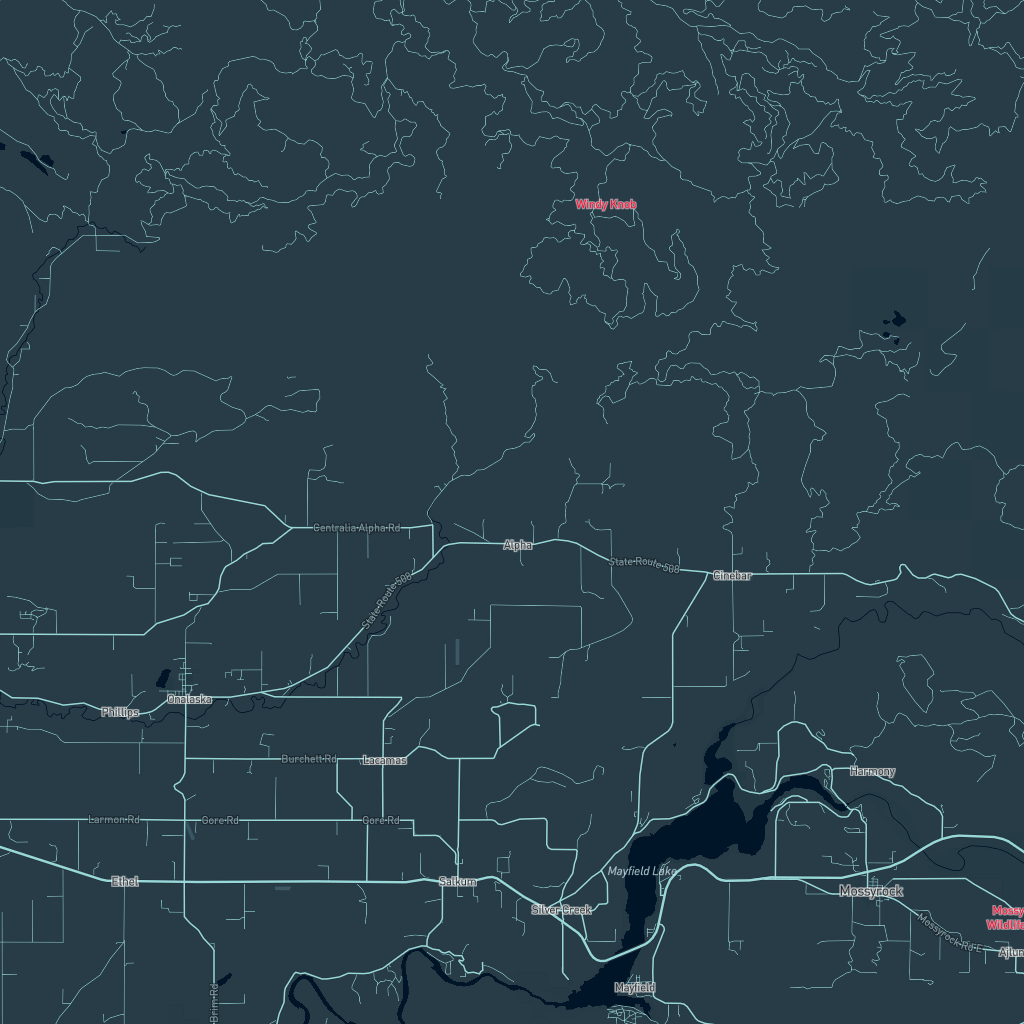 Windy Knob
Centralia Alpha Rd
Alpha
State Route 508
Cinebar
State Route 508
Onalaska
Phillips
Burchett Rd
Lacamas
Harmony
Larmon Rd
Gore Rd
Gore Rd
Mayfield Lake
Ethel
Salkum
Mossyrock
Silver Creek
Mossy
Wildlife
Mossyrock Rd E
Ajlun
Mayfield
Brim Rd